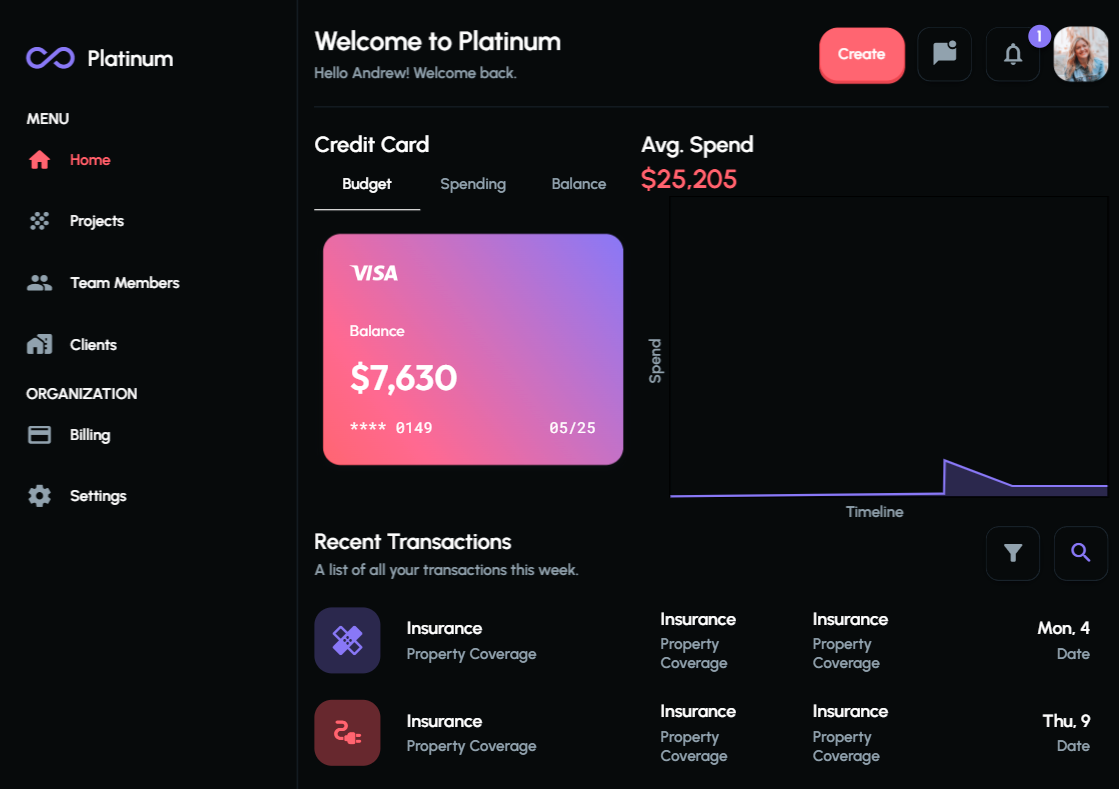 Platinum
MENU
Home
Projects
Team Members
Clients
ORGANIZATION
Billing
Settings
Welcome to Platinum
Hello Andrew! Welcome back.
Create
1
Credit Card
Budget Spending Balance
VISA
Balance
$7,630
**** 0149 05/25
Avg. Spend
$25,205
Spend
Timeline
Recent Transactions
A list of all your transactions this week.
Insurance
Property Coverage
Insurance
Property
Coverage
Insurance
Property
Coverage
Mon, 4
Date
Insurance
Property Coverage
Insurance
Property
Coverage
Insurance
Property
Coverage
Thu, 9
Date